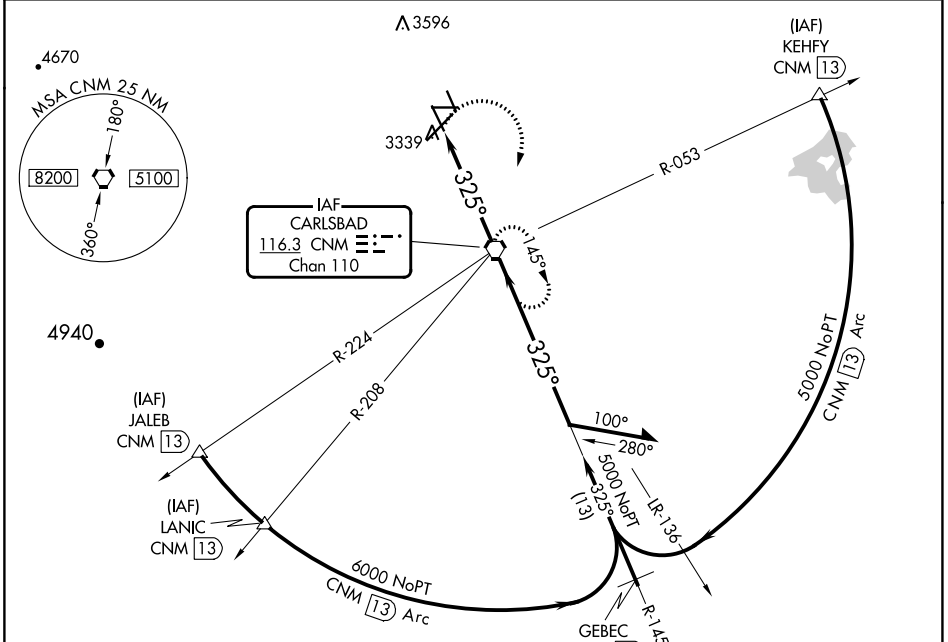 3596
4670
MSA CNM 25 NM
180°
8200
5100
360°
(IAF)
KEHFY
CNM 13
3339
R-053
325°
IAF
CARLSBAD
116.3 CNM
Chan 110
145°
4940
R-224
R-208
325°
5000 NoPT
CNM 13 Arc
(IAF)
JALEB
CNM 13
100°
280°
5000 NoPT
325°
(13)
LR-136
(IAF)
LANIC
CNM 13
6000 NoPT
CNM 13 Arc
GEBEC
R-145